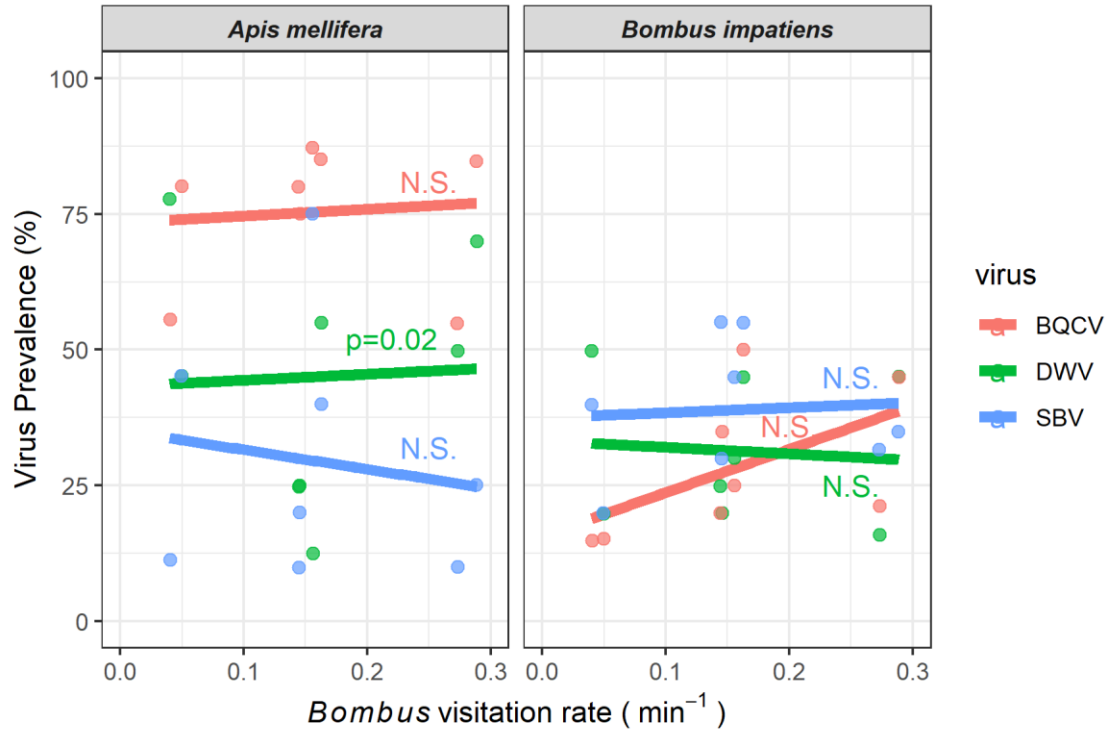 Apis mellifera
Bombus impatiens
Virus Prevalence (%)
100
75
50
25
0
N.S.
p=0.02
N.S.
N.S.
N.S
N.S.
0.0
0.1
0.2
0.3
0.0
0.1
0.2
0.3
Bombus visitation rate ( min⁻¹ )
virus
a BQCV
a DWV
a SBV